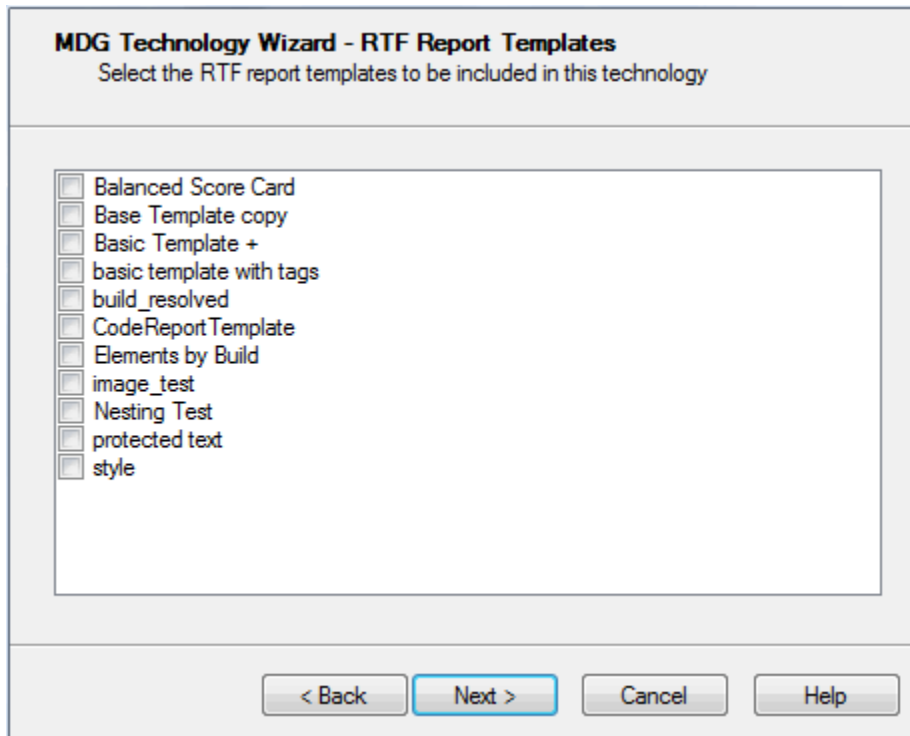 MDG Technology Wizard - RTF Report Templates
Select the RTF report templates to be included in this technology
Balanced Score Card
Base Template copy
Basic Template +
basic template with tags
build_resolved
CodeReportTemplate
Elements by Build
image_test
Nesting Test
protected text
style
< Back Next > Cancel Help